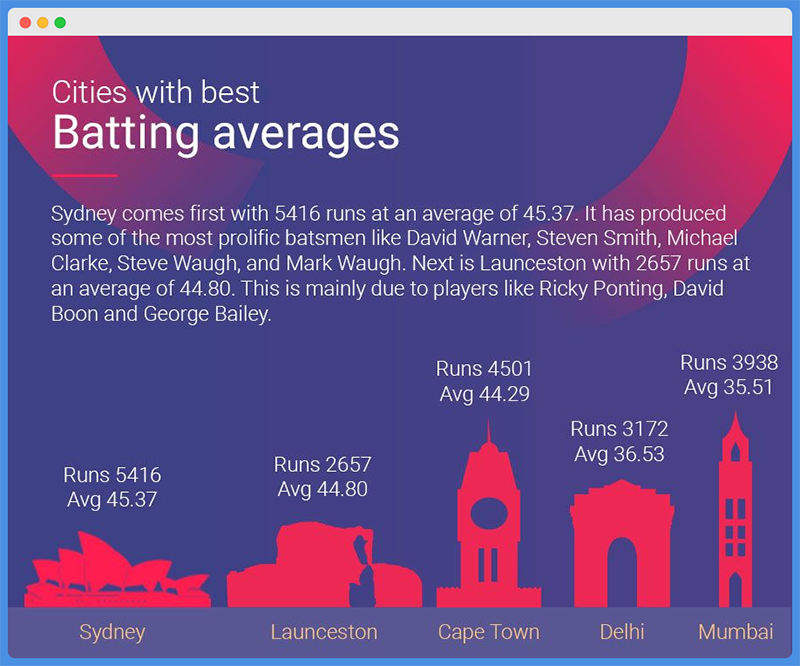 Cities with best
Batting averages
Sydney comes first with 5416 runs at an average of 45.37. It has produced
some of the most prolific batsmen like David Warner, Steven Smith, Michael
Clarke, Steve Waugh, and Mark Waugh. Next is Launceston with 2657 runs at
an average of 44.80. This is mainly due to players like Ricky Ponting, David
Boon and George Bailey.
Runs 5416
Avg 45.37
Runs 2657
Avg 44.80
Runs 4501
Avg 44.29
Runs 3172
Avg 36.53
Runs 3938
Avg 35.51
Sydney
Launceston
Cape Town
Delhi
Mumbai